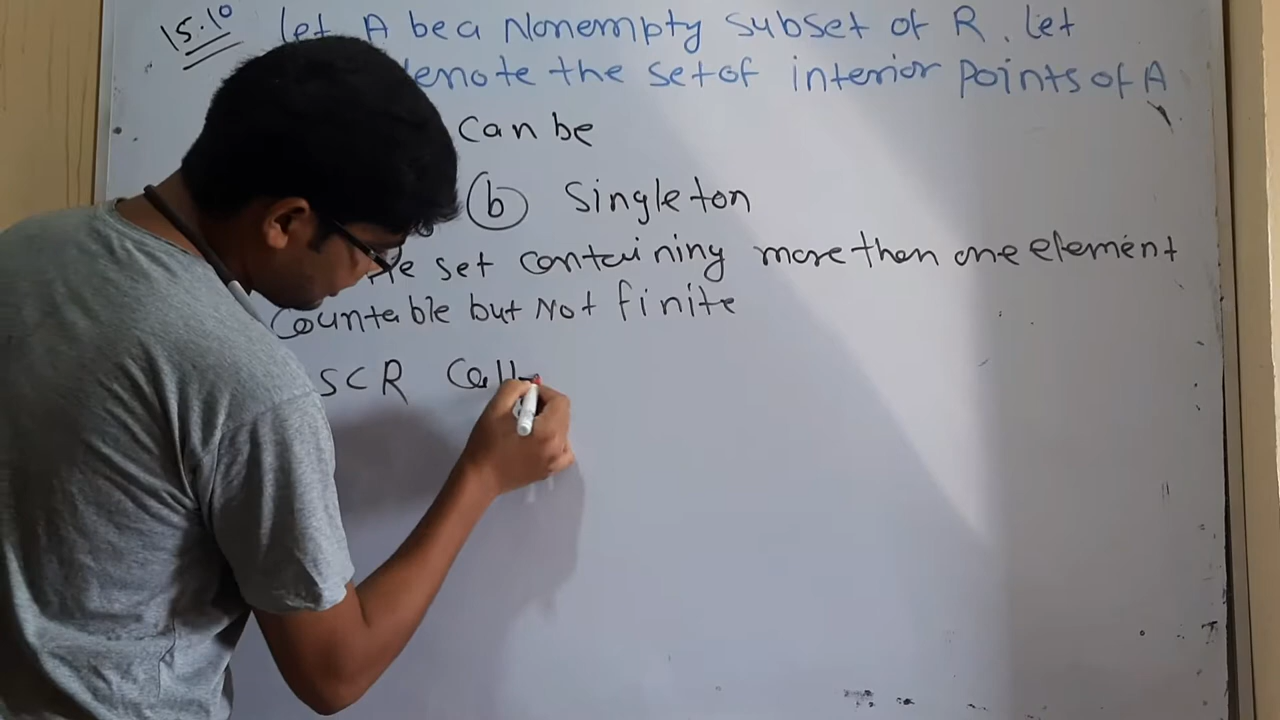 15.10 let A be a Nonempty subset of R. let
denote the set of interior points of A
can be
(b) Singleton
set containing more than one element
Countable but Not finite
S⊂R Call